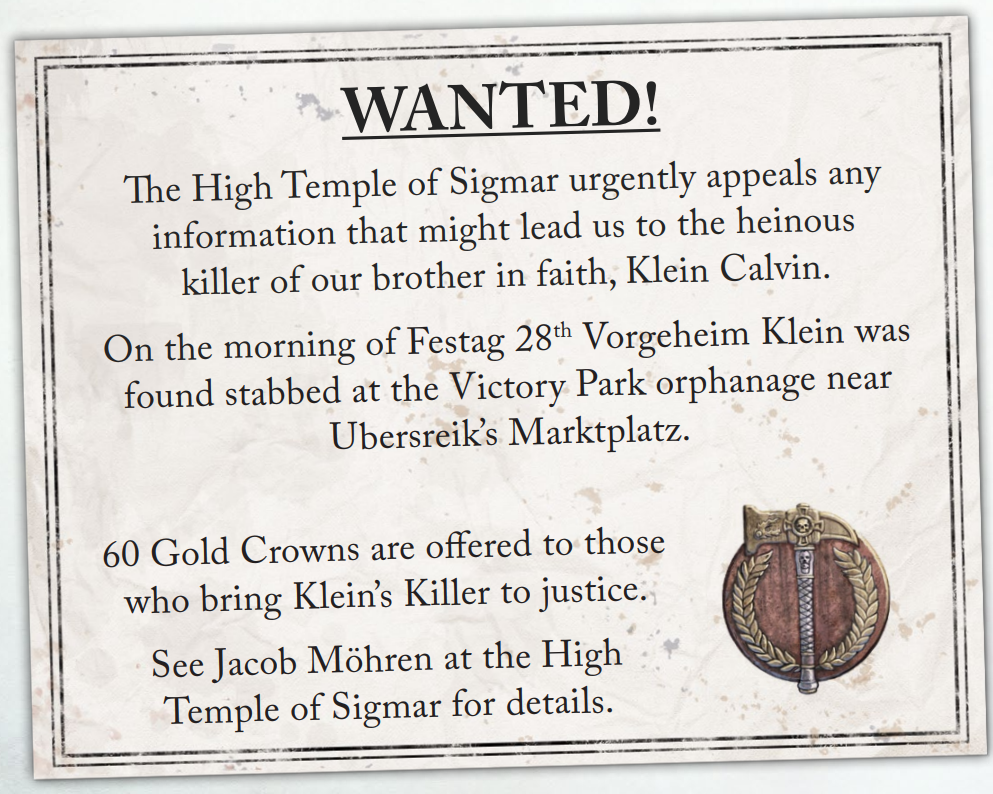 WANTED!
The High Temple of Sigmar urgently appeals any
information that might lead us to the heinous
killer of our brother in faith, Klein Calvin.
On the morning of Festag 28th Vorgeheim Klein was
found stabbed at the Victory Park orphanage near
Ubersreik's Marktplatz.
60 Gold Crowns are offered to those
who bring Klein's Killer to justice.
See Jacob Möhren at the High
Temple of Sigmar for details.